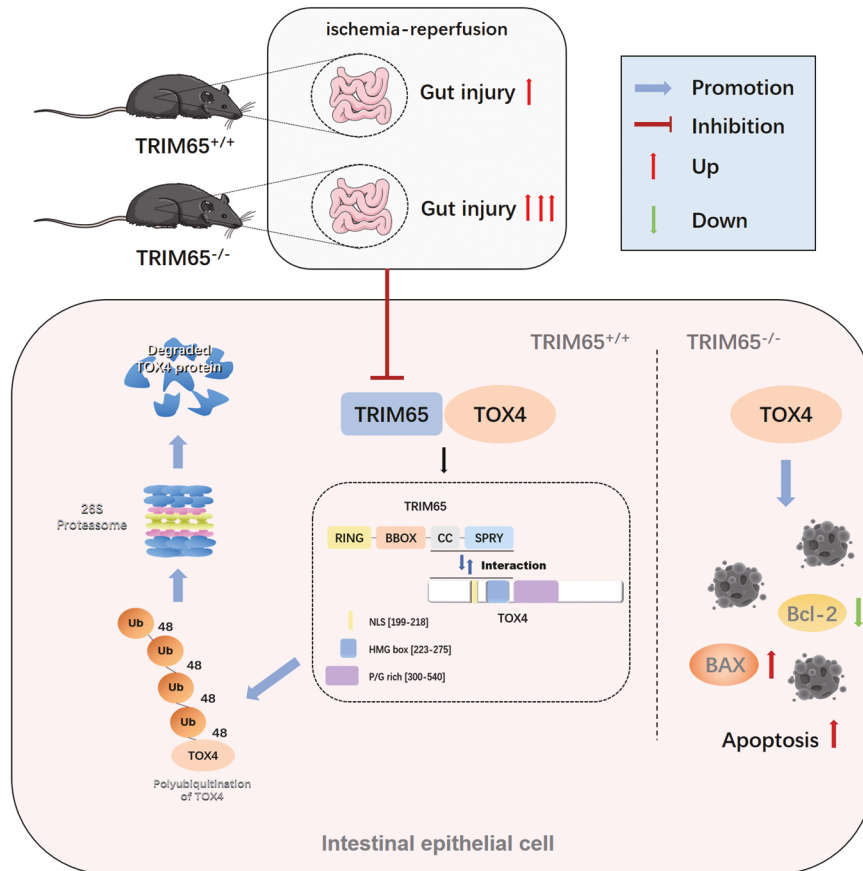 ischemia-reperfusion
Gut injury
TRIM65+/+
Gut injury
TRIM65-/-
Promotion
Inhibition
Up
Down
TRIM65+/+
TRIM65-/-
Degraded
TOX4 protein
TRIM65
TOX4
TOX4
26S
Proteasome
TRIM65
RING
BBOX
CC
SPRY
Interaction
TOX4
NLS [199-218]
HMG box [223-275]
P/G rich [300-540]
Ub
48
Ub
48
Ub
48
Ub
48
TOX4
Polyubiquitination
of TOX4
Bcl-2
BAX
Apoptosis
Intestinal epithelial cell